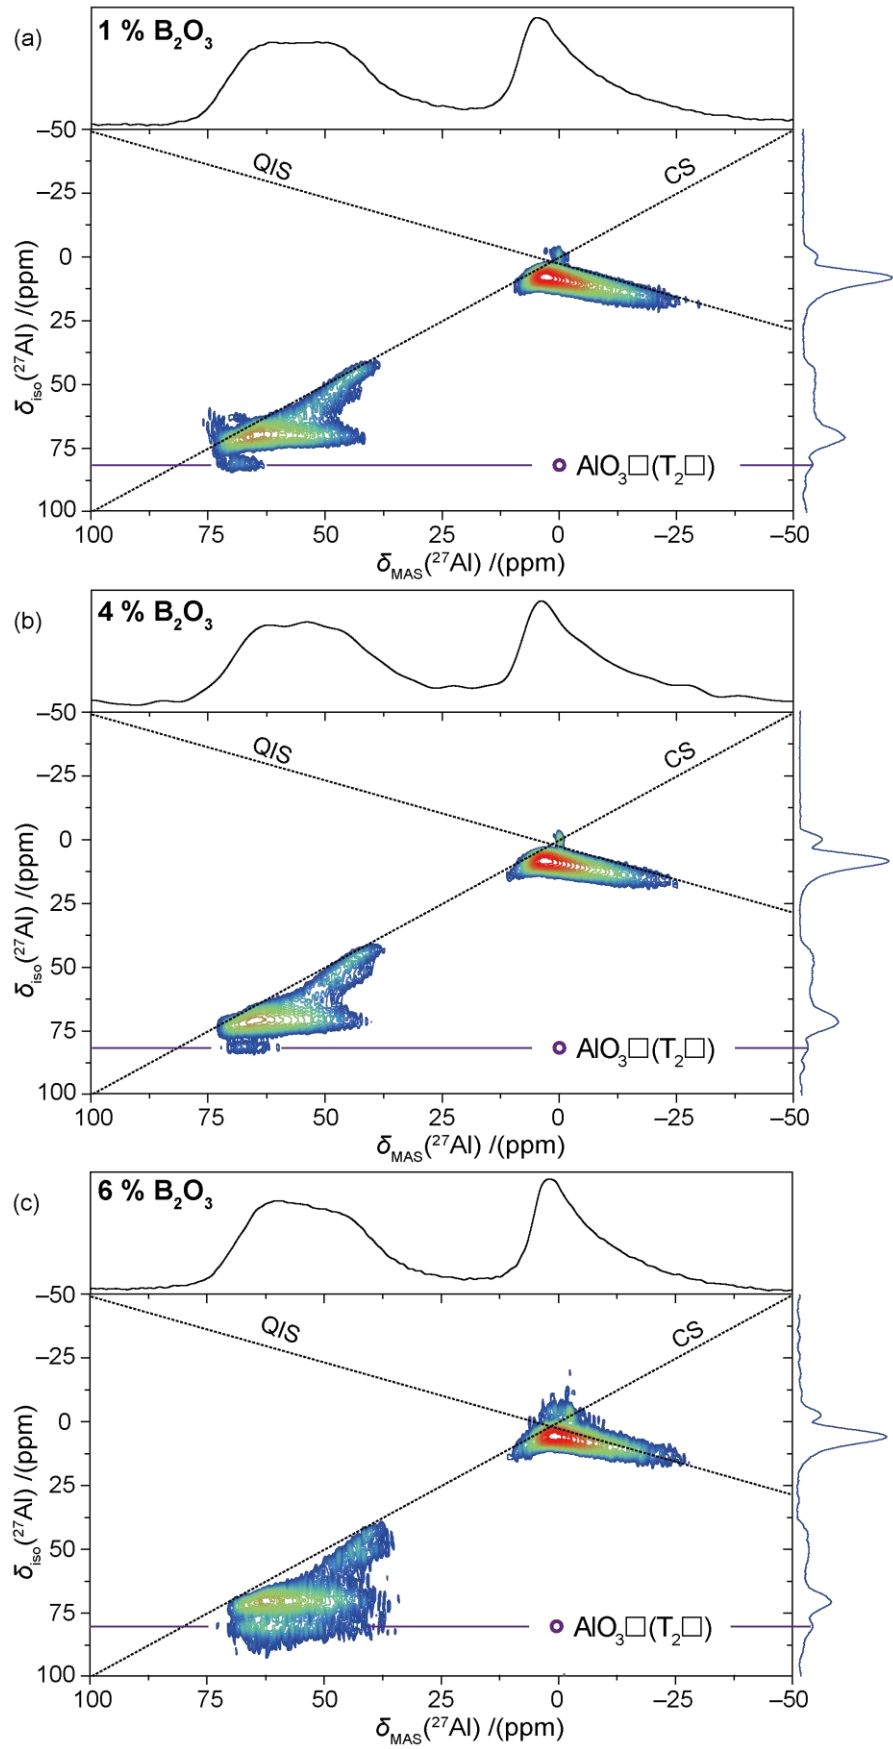 (a)
1 % B₂O₃
QIS
CS
–50
–25
0
25
50
75
100
δiso(²⁷Al) /(ppm)
AlO₃□(T₂□)
100 75 50 25 0 –25 –50
δMAS(²⁷Al) /(ppm)
(b)
4 % B₂O₃
QIS
CS
–50
–25
0
25
50
75
100
δiso(²⁷Al) /(ppm)
AlO₃□(T₂□)
100 75 50 25 0 –25 –50
δMAS(²⁷Al) /(ppm)
(c)
6 % B₂O₃
QIS
CS
–50
–25
0
25
50
75
100
δiso(²⁷Al) /(ppm)
AlO₃□(T₂□)
100 75 50 25 0 –25 –50
δMAS(²⁷Al) /(ppm)